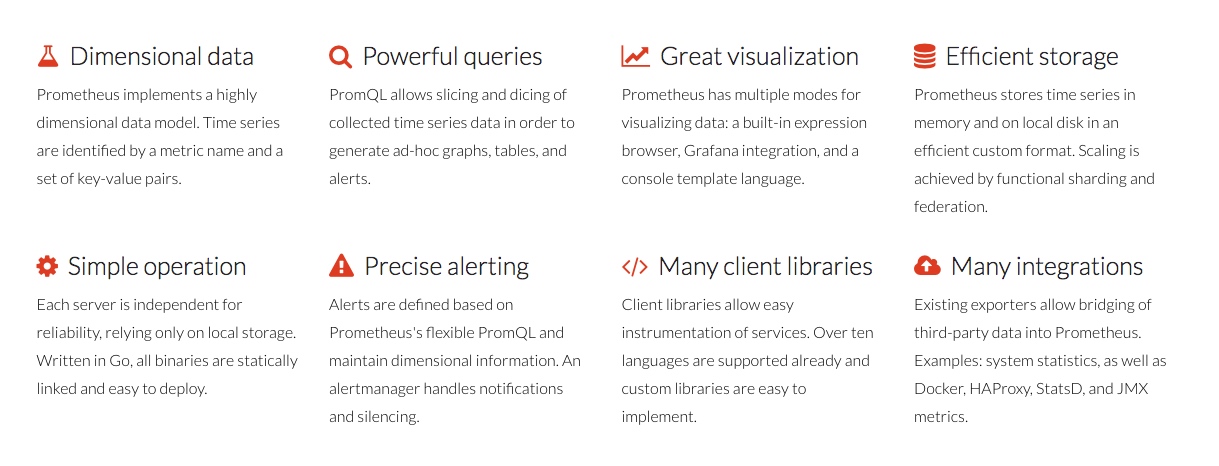 Dimensional data
Prometheus implements a highly
dimensional data model. Time series
are identified by a metric name and a
set of key-value pairs.
Powerful queries
PromQL allows slicing and dicing of
collected time series data in order to
generate ad-hoc graphs, tables, and
alerts.
Great visualization
Prometheus has multiple modes for
visualizing data: a built-in expression
browser, Grafana integration, and a
console template language.
Efficient storage
Prometheus stores time series in
memory and on local disk in an
efficient custom format. Scaling is
achieved by functional sharding and
federation.
Simple operation
Each server is independent for
reliability, relying only on local storage.
Written in Go, all binaries are statically
linked and easy to deploy.
Precise alerting
Alerts are defined based on
Prometheus's flexible PromQL and
maintain dimensional information. An
alertmanager handles notifications
and silencing.
Many client libraries
Client libraries allow easy
instrumentation of services. Over ten
languages are supported already and
custom libraries are easy to
implement.
Many integrations
Existing exporters allow bridging of
third-party data into Prometheus.
Examples: system statistics, as well as
Docker, HAProxy, StatsD, and JMX
metrics.